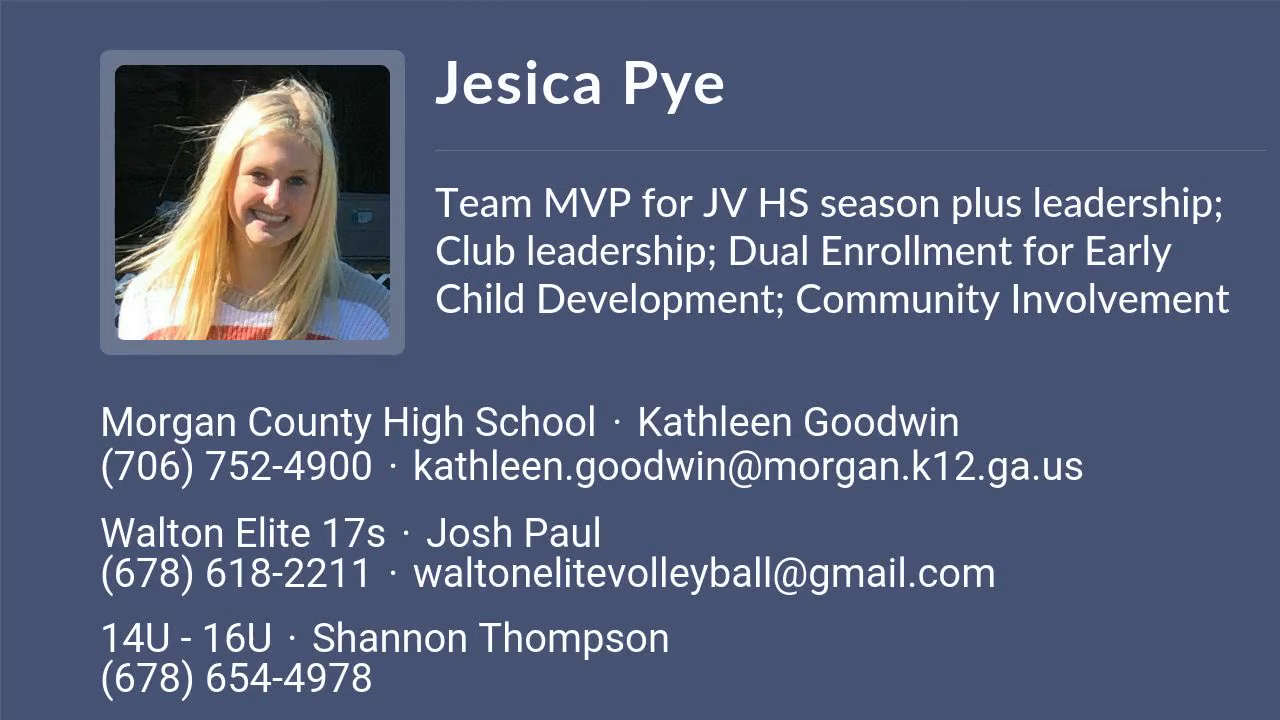 Jesica Pye
Team MVP for JV HS season plus leadership;
Club leadership; Dual Enrollment for Early
Child Development; Community Involvement
Morgan County High School · Kathleen Goodwin
(706) 752-4900 · kathleen.goodwin@morgan.k12.ga.us
Walton Elite 17s · Josh Paul
(678) 618-2211 · waltonelitevolleyball@gmail.com
14U - 16U · Shannon Thompson
(678) 654-4978